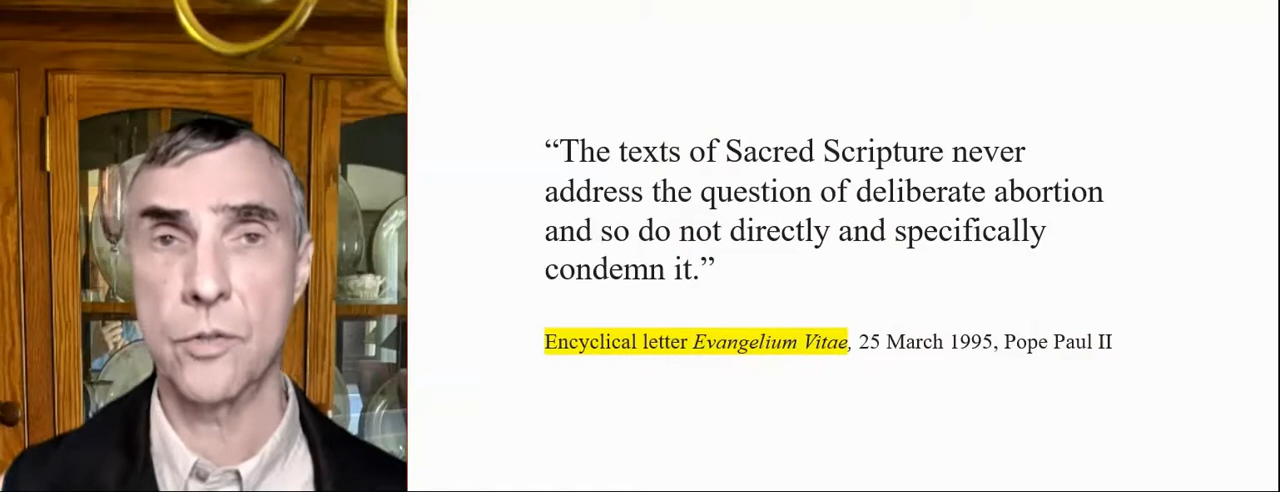 “The texts of Sacred Scripture never
address the question of deliberate abortion
and so do not directly and specifically
condemn it.”
Encyclical letter Evangelium Vitae, 25 March 1995, Pope Paul II